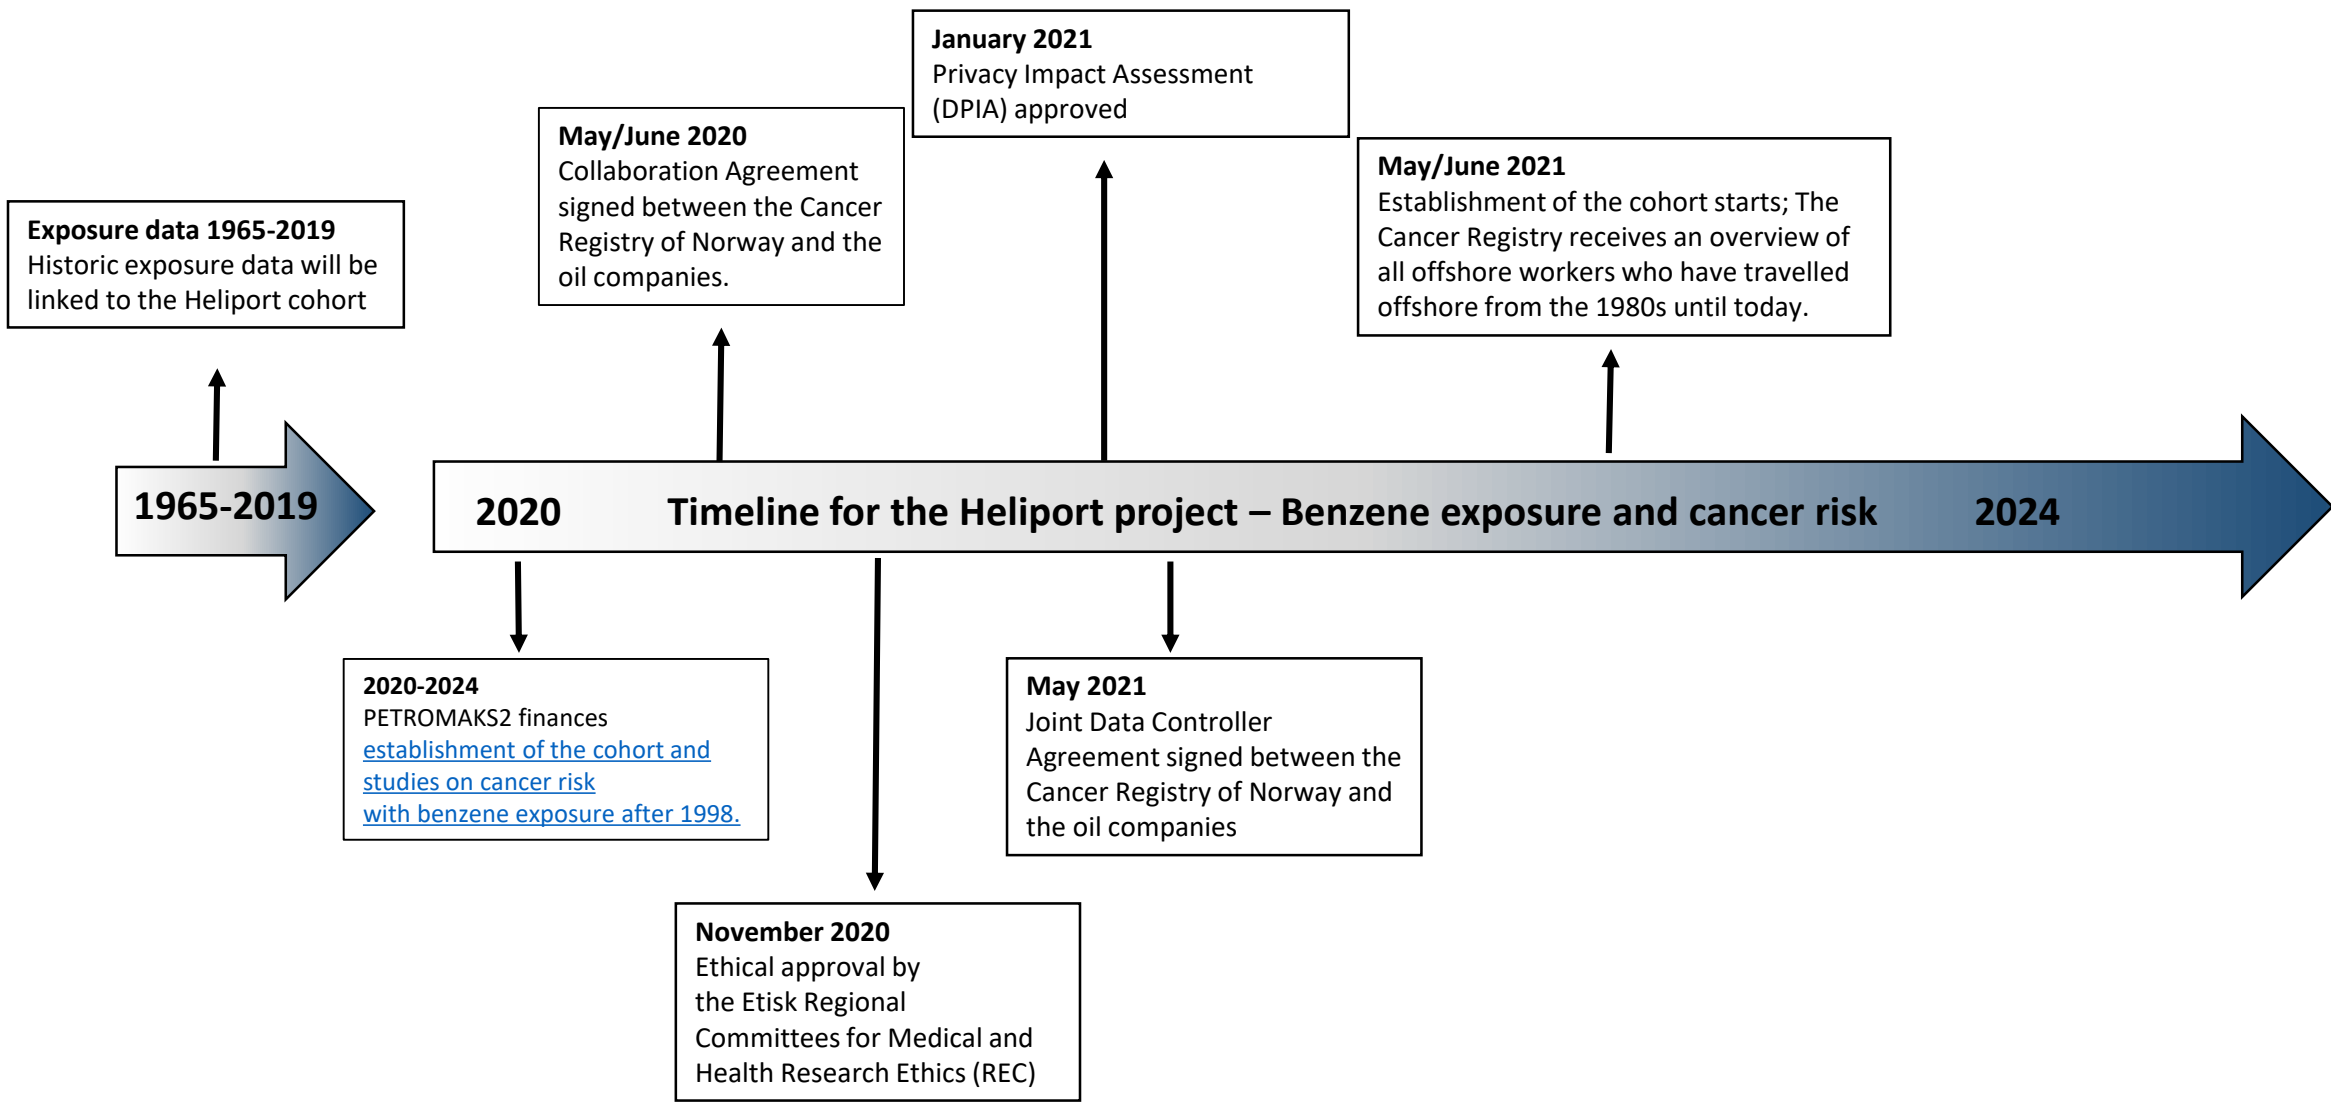 January 2021
Privacy Impact Assessment
(DPIA) approved
May/June 2020
Collaboration Agreement
signed between the Cancer
Registry of Norway and the
oil companies.
May/June 2021
Establishment of the cohort starts; The
Cancer Registry receives an overview of
all offshore workers who have travelled
offshore from the 1980s until today.
Exposure data 1965-2019
Historic exposure data will be
linked to the Heliport cohort
1965-2019
2020 Timeline for the Heliport project – Benzene exposure and cancer risk 2024
2020-2024
PETROMAKS2 finances
establishment of the cohort and
studies on cancer risk
with benzene exposure after 1998.
May 2021
Joint Data Controller
Agreement signed between the
Cancer Registry of Norway and
the oil companies
November 2020
Ethical approval by
the Etisk Regional
Committees for Medical and
Health Research Ethics (REC)